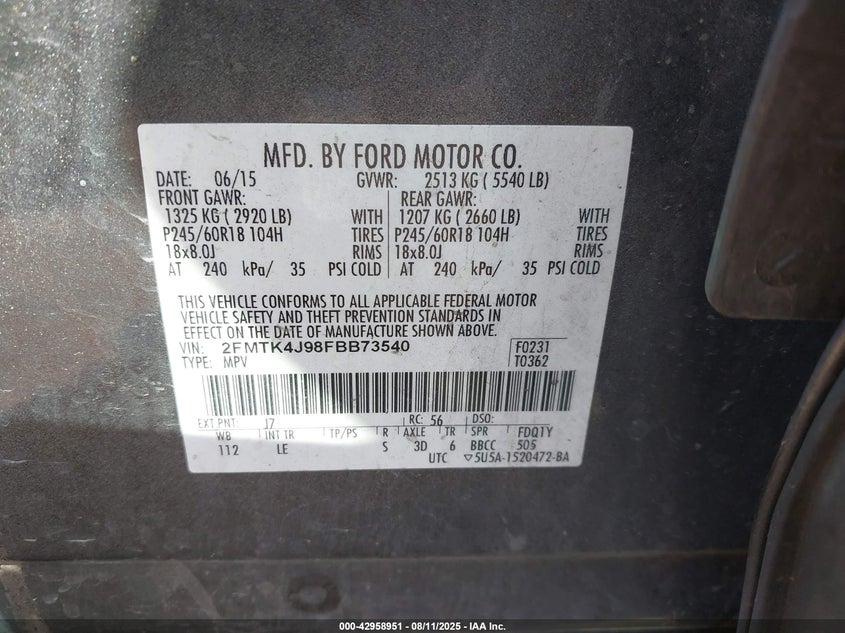 MFD. BY FORD MOTOR CO.
DATE: 06/15 GVWR: 2513 KG ( 5540 LB)
FRONT GAWR: REAR GAWR:
1325 KG ( 2920 LB) WITH 1207 KG ( 2660 LB) WITH
P245/60R18 104H TIRES P245/60R18 104H TIRES
18x8.0J RIMS 18x8.0J RIMS
AT 240 kPa/ 35 PSI COLD AT 240 kPa/ 35 PSI COLD
THIS VEHICLE CONFORMS TO ALL APPLICABLE FEDERAL MOTOR
VEHICLE SAFETY AND THEFT PREVENTION STANDARDS IN
EFFECT ON THE DATE OF MANUFACTURE SHOWN ABOVE.
VIN: 2FMTK4J98FBB73540 F0231
TYPE: MPV T0362
EXT PNT: J7 RC: 56 DSO:
WB INT TR TP/PS R AXLE TR SPR FDQ1Y
112 LE S 3D 6 BBCC 505
UTC ▽5U5A-1520472-BA
000-42958951 - 08/11/2025 - IAA Inc.